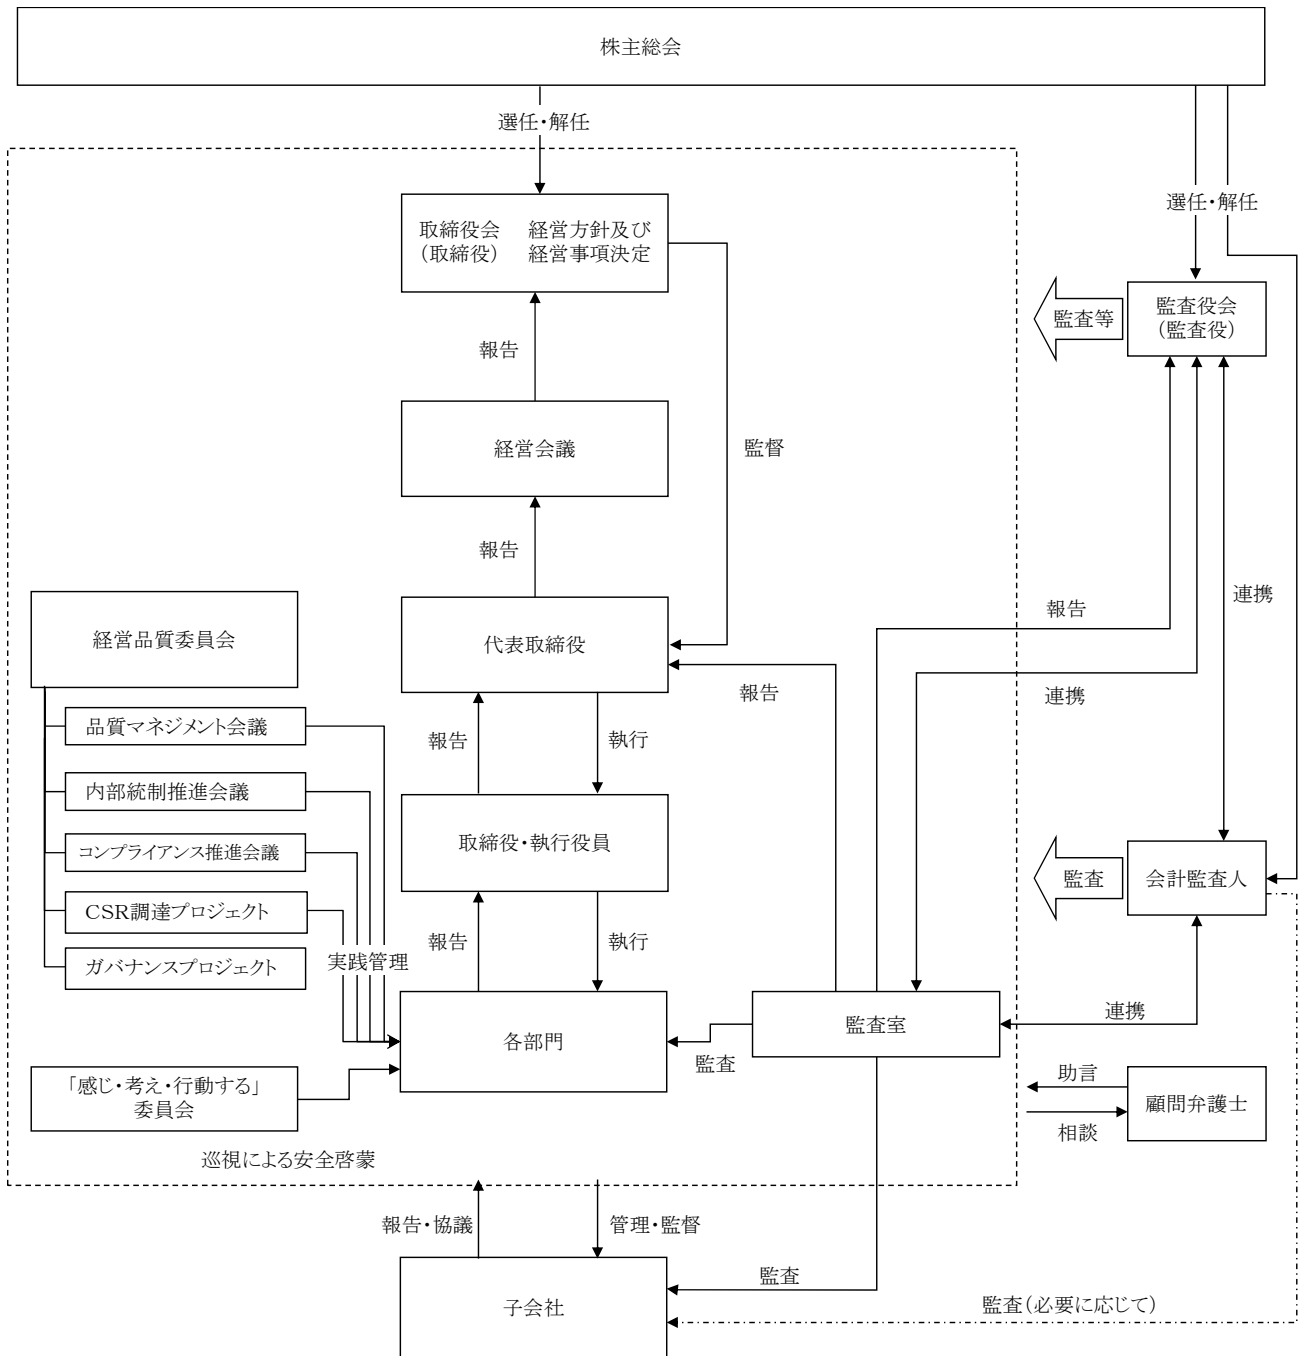 株主総会
選任・解任
選任・解任
取締役会 経営方針及び
(取締役) 経営事項決定
監査役会
(監査役)
監査等
報告
経営会議
監督
報告
連携
報告
経営品質委員会
代表取締役
報告
連携
品質マネジメント会議
報告
執行
内部統制推進会議
コンプライアンス推進会議
取締役・執行役員
監査
会計監査人
CSR調達プロジェクト
報告
執行
ガバナンスプロジェクト
実践管理
各部門
監査室
連携
監査
「感じ・考え・行動する」
委員会
助言
顧問弁護士
相談
巡視による安全啓蒙
報告・協議
管理・監督
監査
子会社
監査(必要に応じて)